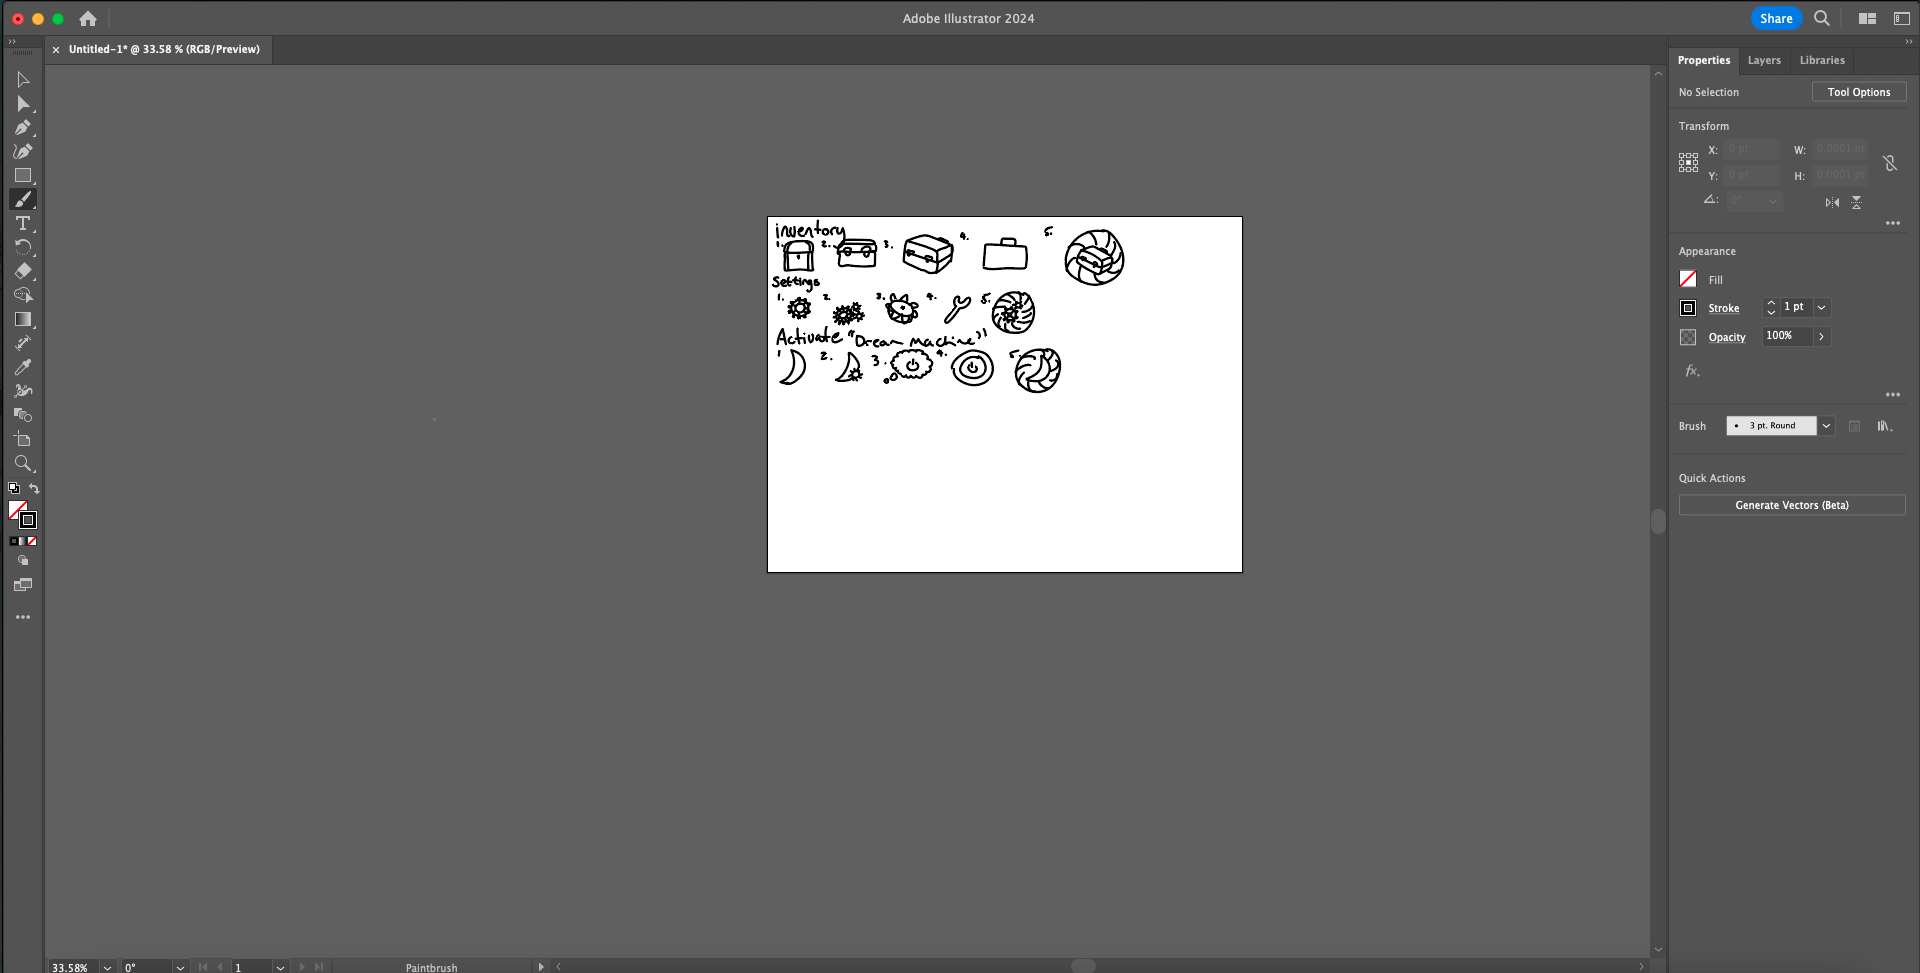 Adobe Illustrator 2024
Share
Untitled-1* @ 33.58 % (RGB/Preview)
Properties Layers Libraries
No Selection Tool Options
Transform
X: 0 pt W: 0.0001 pt
Y: 0 pt H: 0.0001 pt
0°
Appearance
Fill
Stroke 1 pt
Opacity 100%
fx.
Brush 3 pt. Round
Quick Actions
Generate Vectors (Beta)
inventory
1. 2. 3. 4. 5.
Settings
1. 2. 3. 4. 5.
Activate "Dream Machine"
1 2. 3. 4. 5.
33.58% 0° 1 Paintbrush